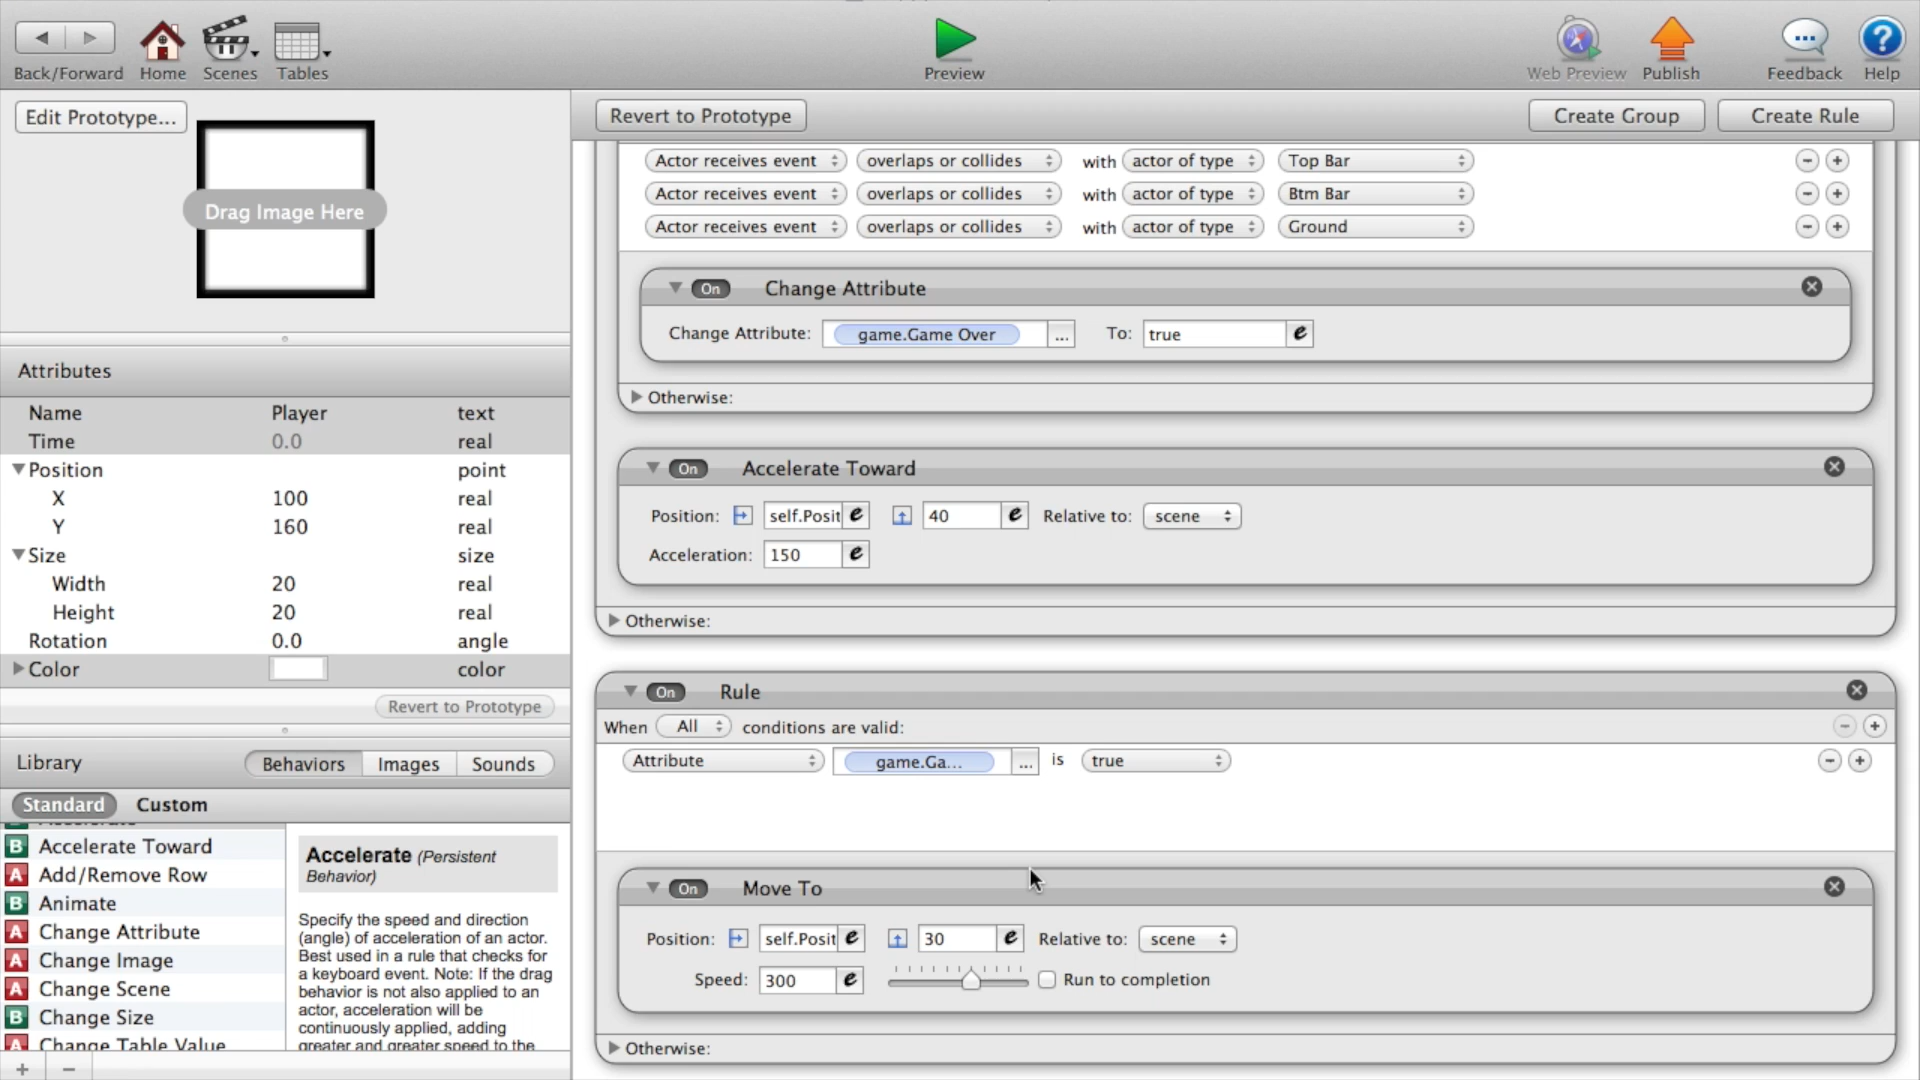 Back/Forward Home Scenes Tables Preview Web Preview Publish Feedback Help
Edit Prototype...
Drag Image Here
Attributes
Name Player text
Time 0.0 real
Position point
X 100 real
Y 160 real
Size size
Width 20 real
Height 20 real
Rotation 0.0 angle
Color color
Revert to Prototype
Library Behaviors Images Sounds
Standard Custom
B Accelerate Toward
A Add/Remove Row
B Animate
A Change Attribute
A Change Image
A Change Scene
B Change Size
A Change Table Value
Accelerate (Persistent
Behavior)
Specify the speed and direction
(angle) of acceleration of an actor.
Best used in a rule that checks for
a keyboard event. Note: If the drag
behavior is not also applied to an
actor, acceleration will be
continuously applied, adding
greater and greater speed to the
Revert to Prototype Create Group Create Rule
Actor receives event overlaps or collides with actor of type Top Bar
Actor receives event overlaps or collides with actor of type Btm Bar
Actor receives event overlaps or collides with actor of type Ground
On Change Attribute
Change Attribute: game.Game Over ... To: true e
Otherwise:
On Accelerate Toward
Position: self.Posit e 40 e Relative to: scene
Acceleration: 150 e
Otherwise:
On Rule
When All conditions are valid:
Attribute game.Ga... ... is true
On Move To
Position: self.Posit e 30 e Relative to: scene
Speed: 300 e Run to completion
Otherwise: